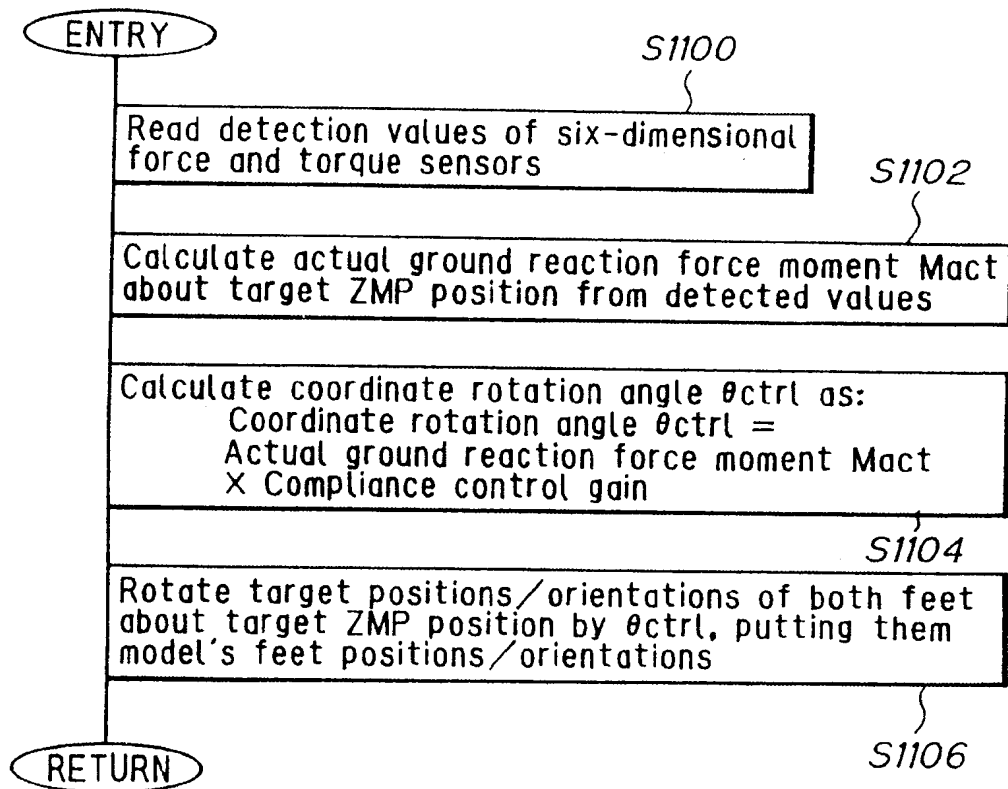 ENTRY
S1100
Read detection values of six-dimensional
force and torque sensors
S1102
Calculate actual ground reaction force moment Mact
about target ZMP position from detected values
Calculate coordinate rotation angle θctrl as:
Coordinate rotation angle θctrl =
Actual ground reaction force moment Mact
× Compliance control gain
S1104
Rotate target positions/orientations of both feet
about target ZMP position by θctrl, putting them
model's feet positions/orientations
S1106
RETURN